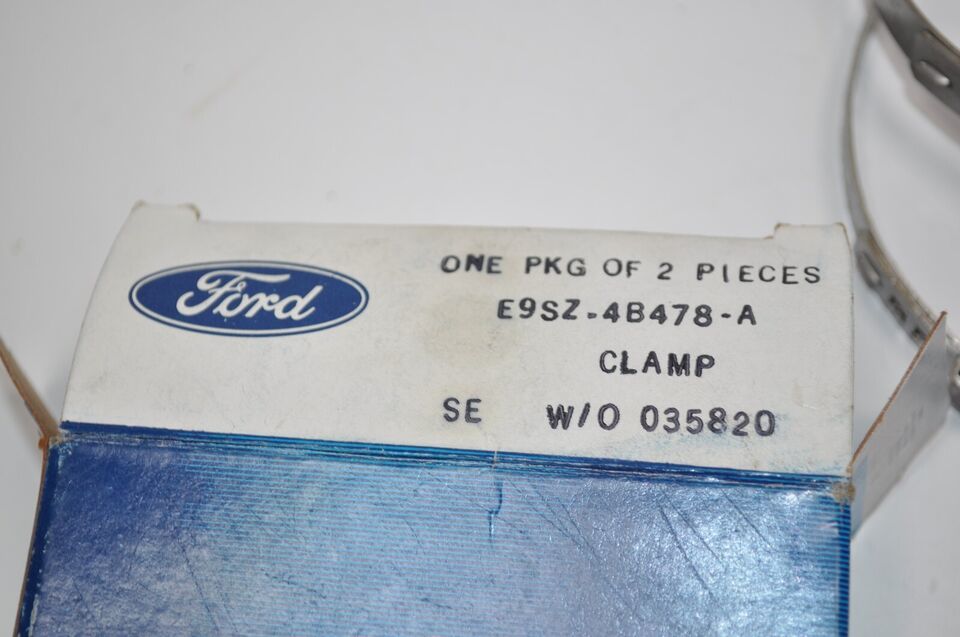 Ford
ONE PKG OF 2 PIECES
E9SZ-4B478-A
CLAMP
SE W/O 035820